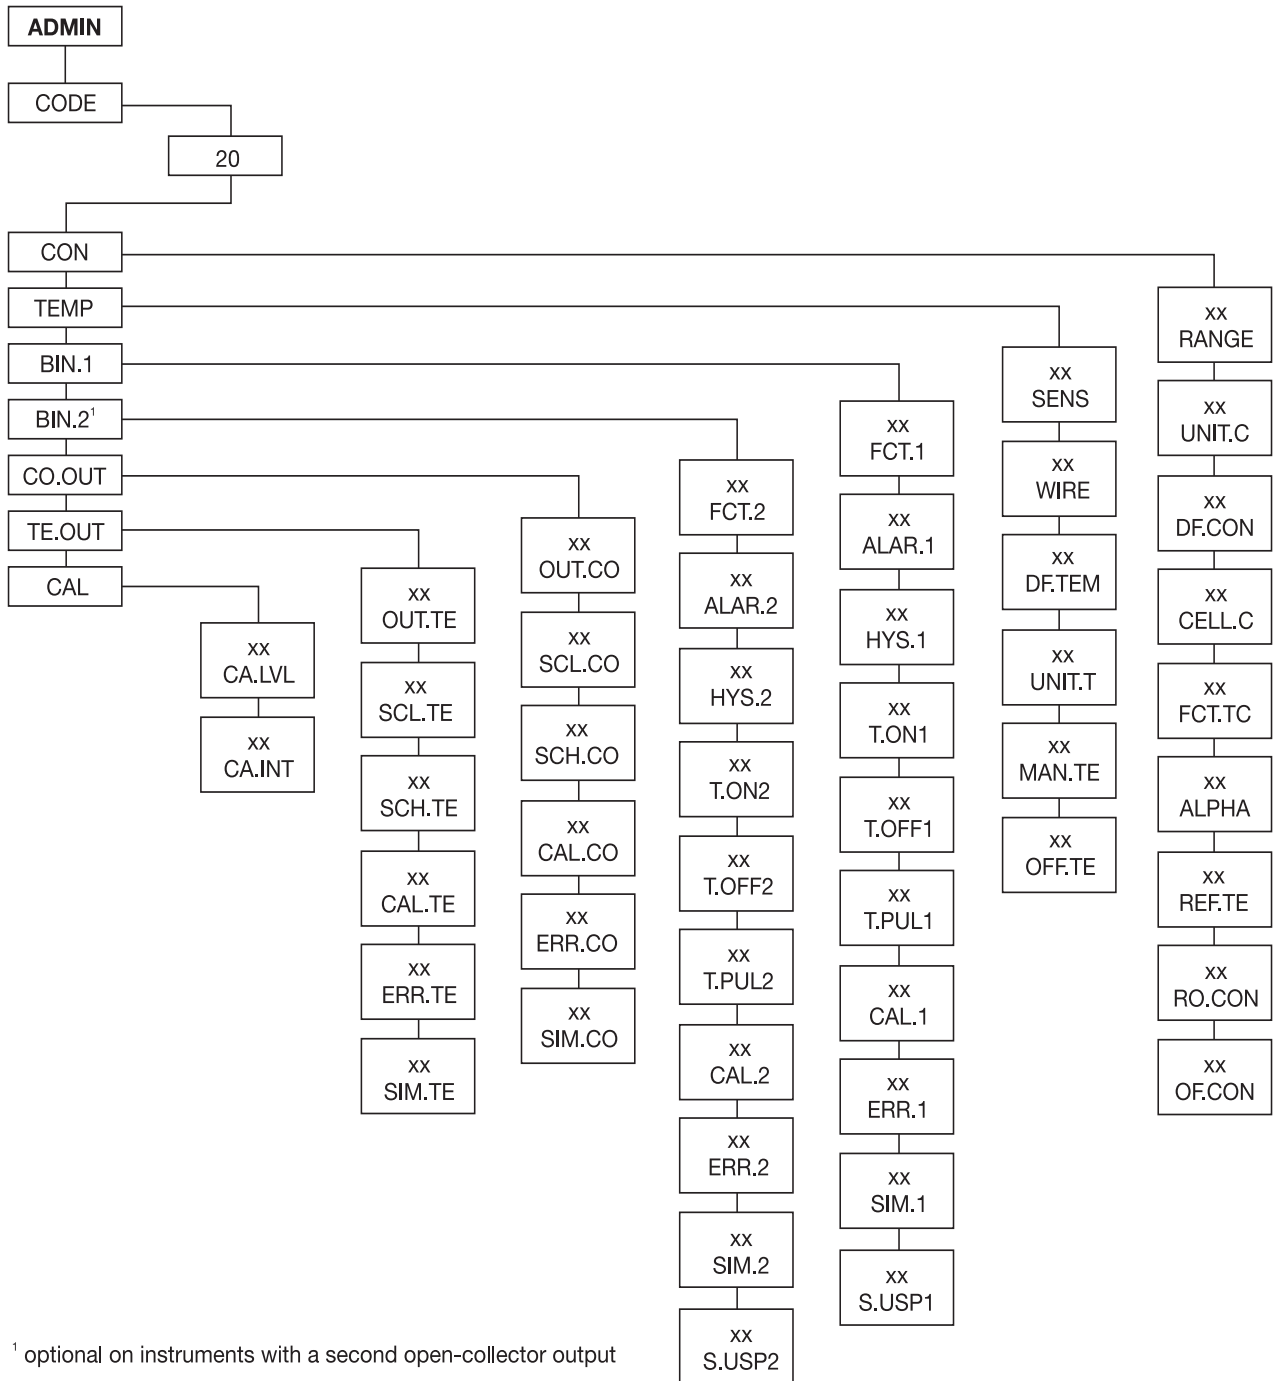 ADMIN
CODE
20
CON
TEMP
BIN.1
BIN.2¹
CO.OUT
TE.OUT
CAL
xx
CA.LVL
xx
CA.INT
xx
OUT.TE
xx
SCL.TE
xx
SCH.TE
xx
CAL.TE
xx
ERR.TE
xx
SIM.TE
xx
OUT.CO
xx
SCL.CO
xx
SCH.CO
xx
CAL.CO
xx
ERR.CO
xx
SIM.CO
xx
FCT.2
xx
ALAR.2
xx
HYS.2
xx
T.ON2
xx
T.OFF2
xx
T.PUL2
xx
CAL.2
xx
ERR.2
xx
SIM.2
xx
S.USP2
xx
FCT.1
xx
ALAR.1
xx
HYS.1
xx
T.ON1
xx
T.OFF1
xx
T.PUL1
xx
CAL.1
xx
ERR.1
xx
SIM.1
xx
S.USP1
xx
SENS
xx
WIRE
xx
DF.TEM
xx
UNIT.T
xx
MAN.TE
xx
OFF.TE
xx
RANGE
xx
UNIT.C
xx
DF.CON
xx
CELL.C
xx
FCT.TC
xx
ALPHA
xx
REF.TE
xx
RO.CON
xx
OF.CON
¹ optional on instruments with a second open-collector output